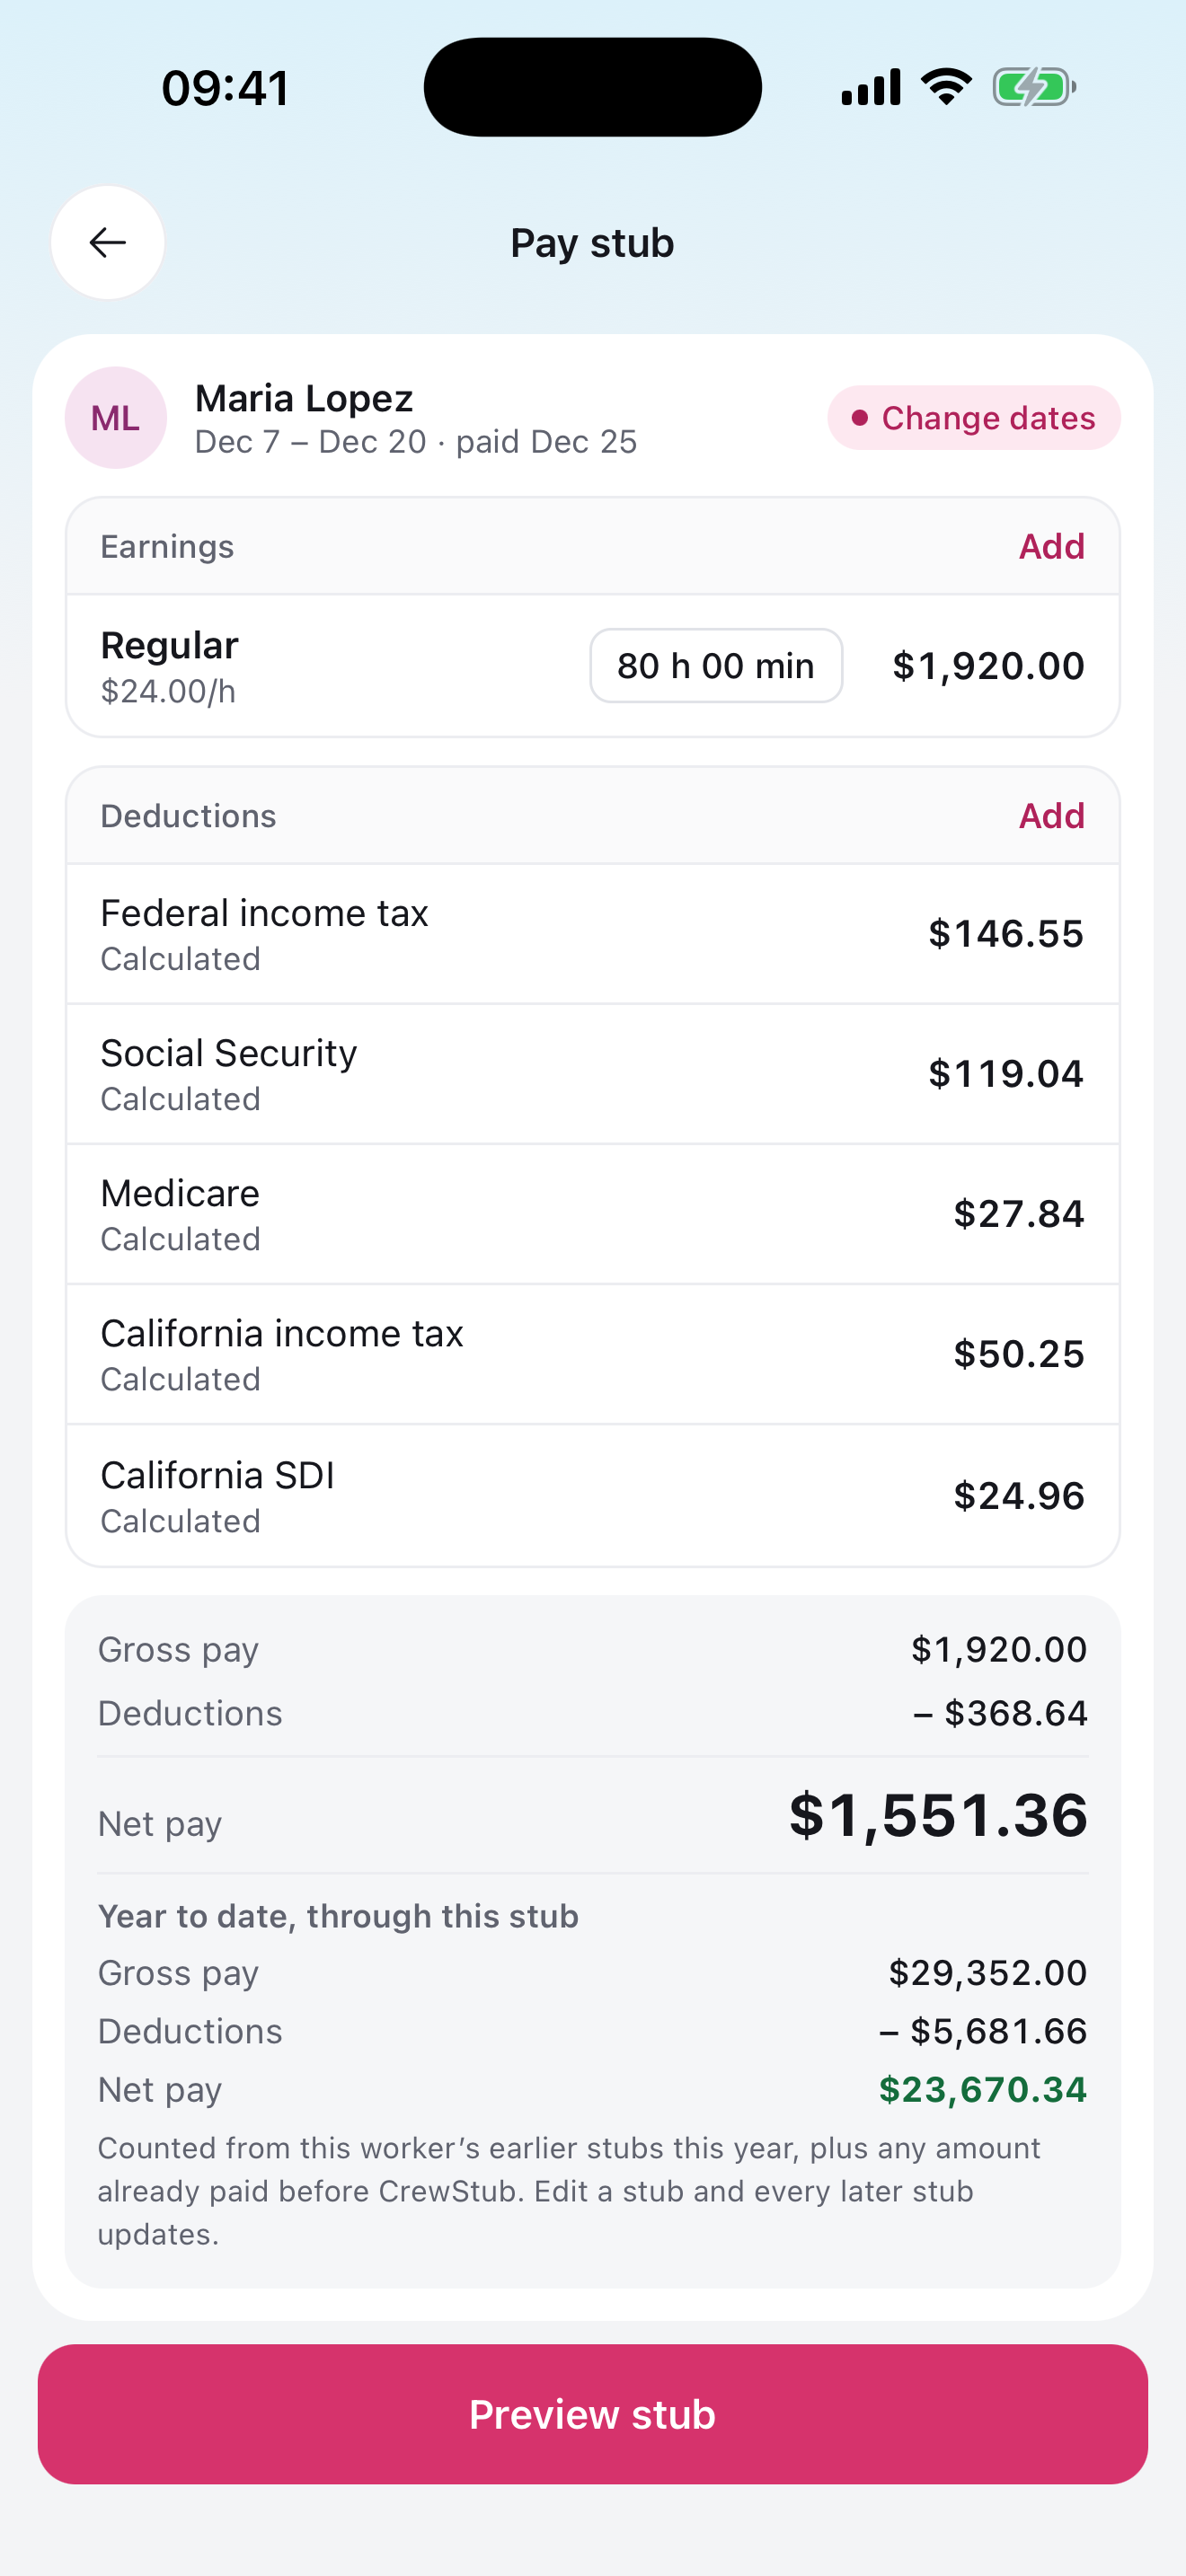 09:41
Pay stub
ML
Maria Lopez
Dec 7 – Dec 20 · paid Dec 25
Change dates
Earnings
Add
Regular
$24.00/h
80 h 00 min
$1,920.00
Deductions
Add
Federal income tax
Calculated
$146.55
Social Security
Calculated
$119.04
Medicare
Calculated
$27.84
California income tax
Calculated
$50.25
California SDI
Calculated
$24.96
Gross pay
$1,920.00
Deductions
– $368.64
Net pay
$1,551.36
Year to date, through this stub
Gross pay
$29,352.00
Deductions
– $5,681.66
Net pay
$23,670.34
Counted from this worker’s earlier stubs this year, plus any amount
already paid before CrewStub. Edit a stub and every later stub
updates.
Preview stub